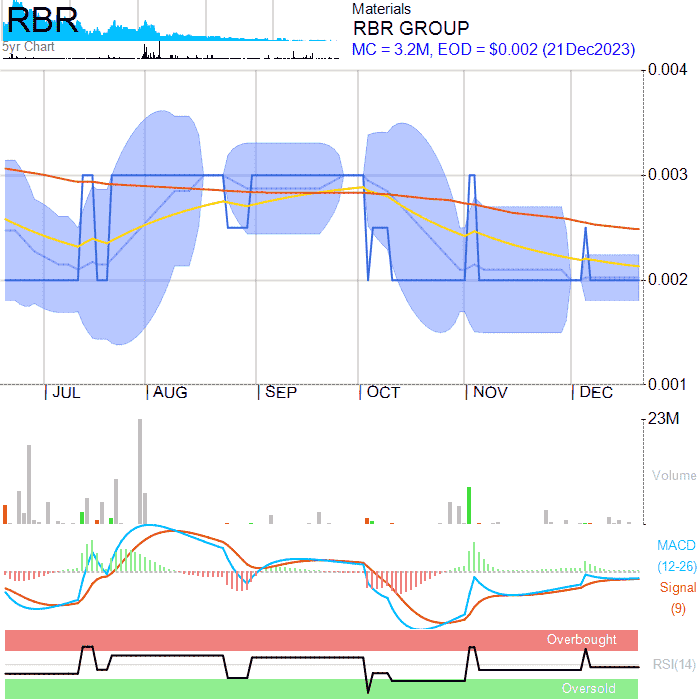 RBR
5yr Chart
Materials
RBR GROUP
MC = 3.2M, EOD = $0.002 (21Dec2023)
0.004
0.003
0.002
0.001
JUL
AUG
SEP
OCT
NOV
DEC
23M
Volume
MACD
(12-26)
Signal
(9)
Overbought
RSI(14)
Oversold